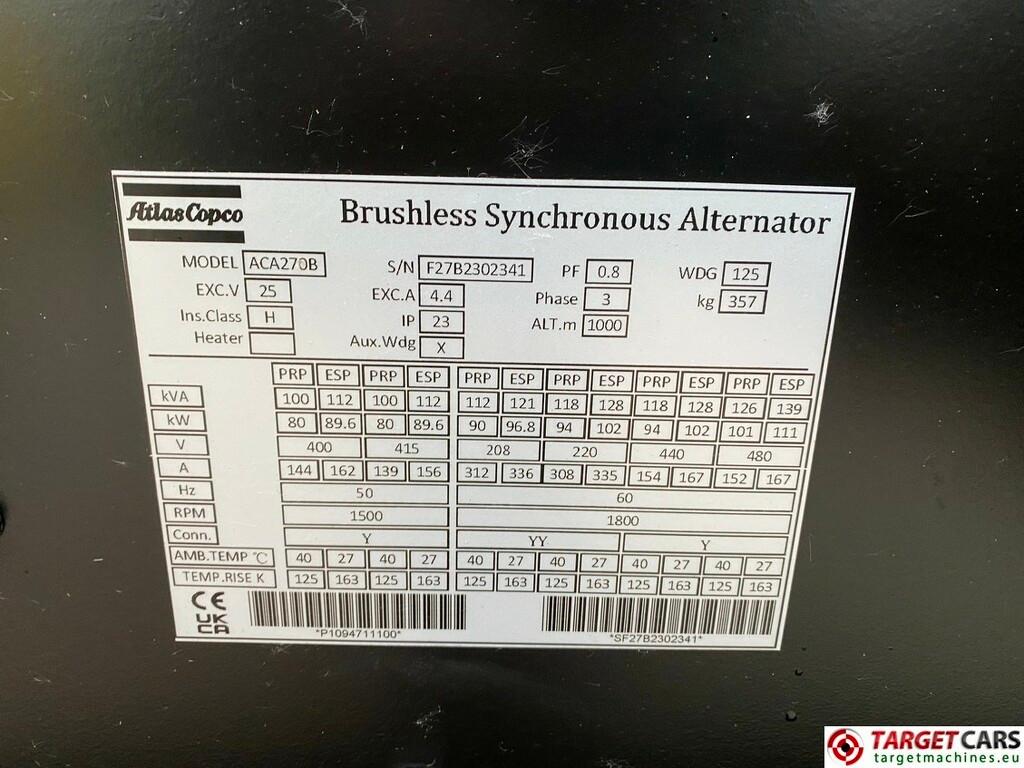 Atlas Copco
Brushless Synchronous Alternator
MODEL ACA270B S/N F27B2302341 PF 0.8 WDG 125
EXC.V 25 EXC.A 4.4 Phase 3 kg 357
Ins.Class H IP 23 ALT.m 1000
Heater Aux.Wdg X
PRP ESP PRP ESP PRP ESP PRP ESP PRP ESP PRP ESP
kVA 100 112 100 112 112 121 118 128 118 128 126 139
kW 80 89.6 80 89.6 90 96.8 94 102 94 102 101 111
V 400 415 208 220 440 480
A 144 162 139 156 312 336 308 335 154 167 152 167
Hz 50 60
RPM 1500 1800
Conn. Y YY Y
AMB.TEMP ℃ 40 27 40 27 40 27 40 27 40 27 40 27
TEMP.RISE K 125 163 125 163 125 163 125 163 125 163 125 163
CE
UK
CA
*P1094711100* *SF27B2302341*
TARGETCARS
targetmachines.eu